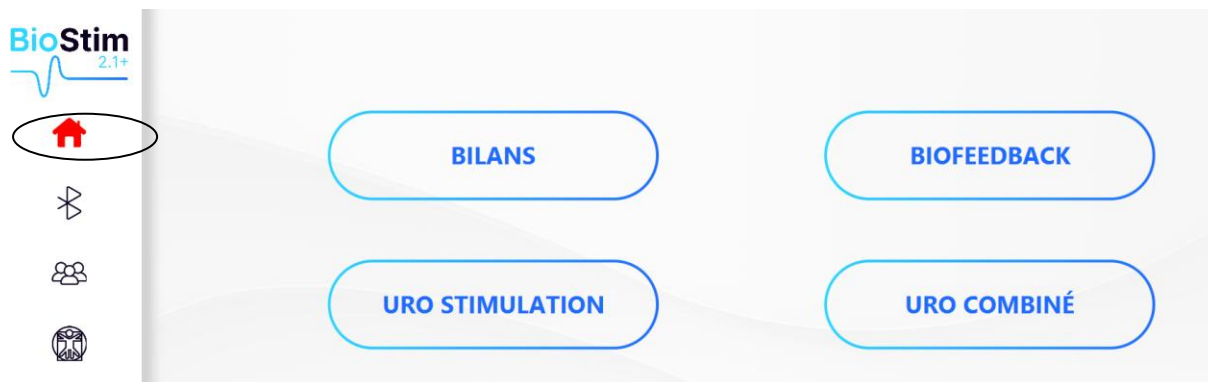 BioStim
2.1+
BILANS
BIOFEEDBACK
URO STIMULATION
URO COMBINÉ